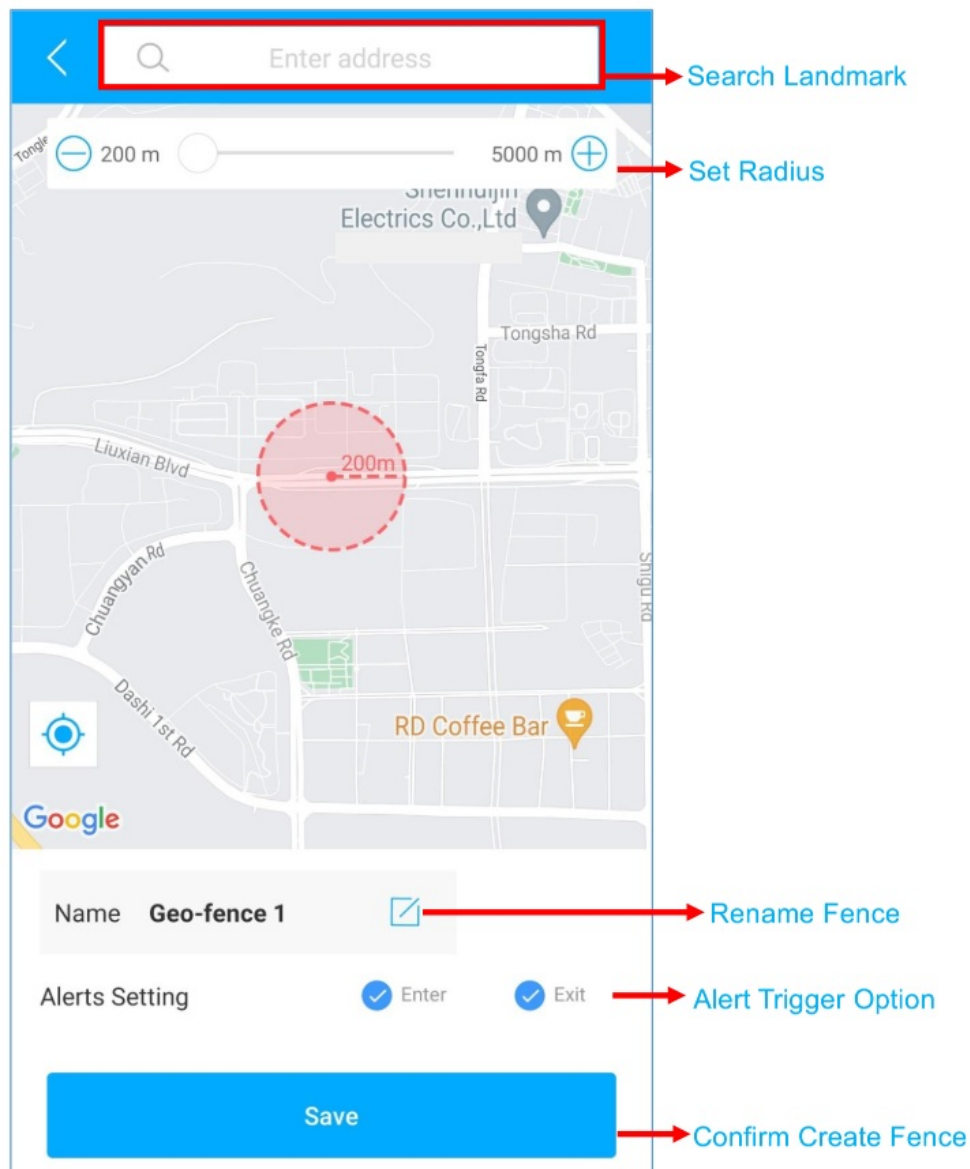 Enter address
Search Landmark
200 m
5000 m
Set Radius
Electrics Co.,Ltd
Tongsha Rd
Tongfa Rd
Liuxian Blvd
200m
Chuangyan Rd
Chuangke Rd
Shigu Rd
Dashi 1st Rd
RD Coffee Bar
Google
Name Geo-fence 1
Rename Fence
Alerts Setting Enter Exit
Alert Trigger Option
Save
Confirm Create Fence